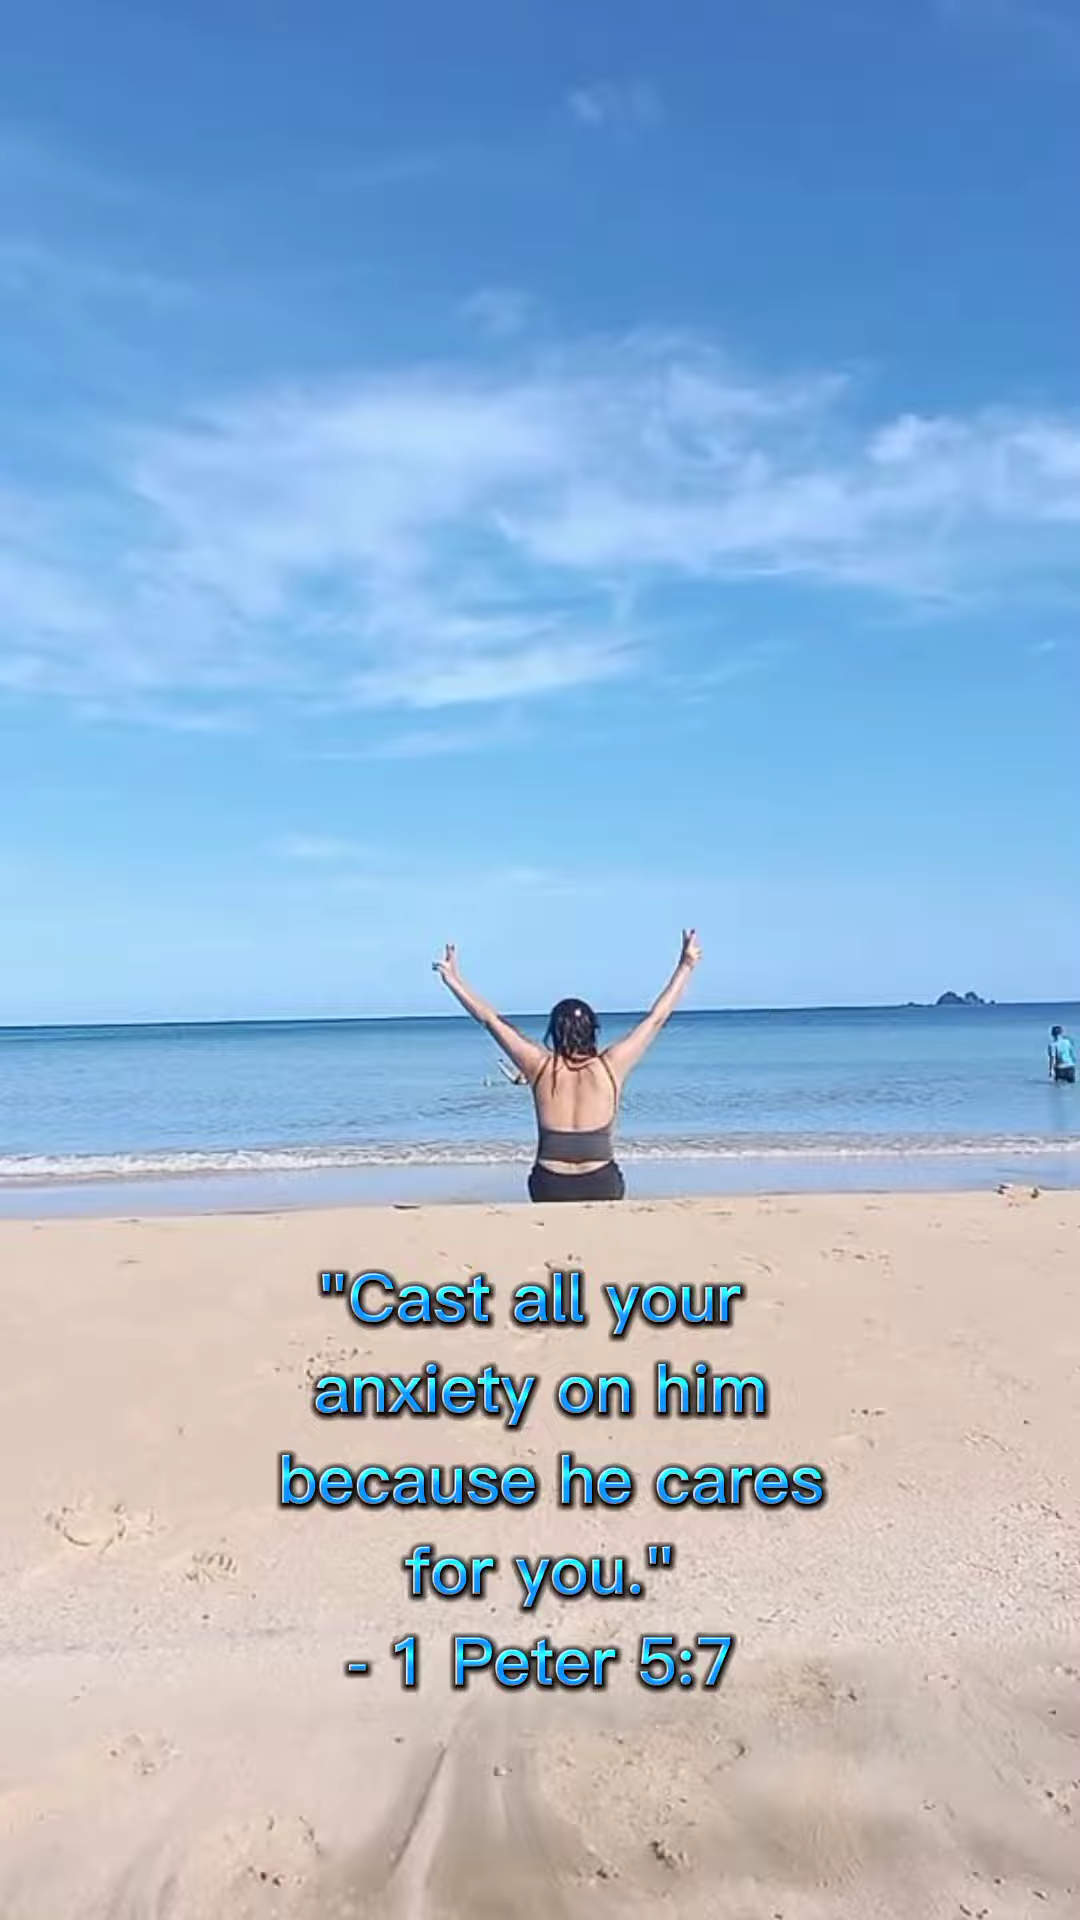 "Cast all your
anxiety on him
because he cares
for you."
- 1 Peter 5:7